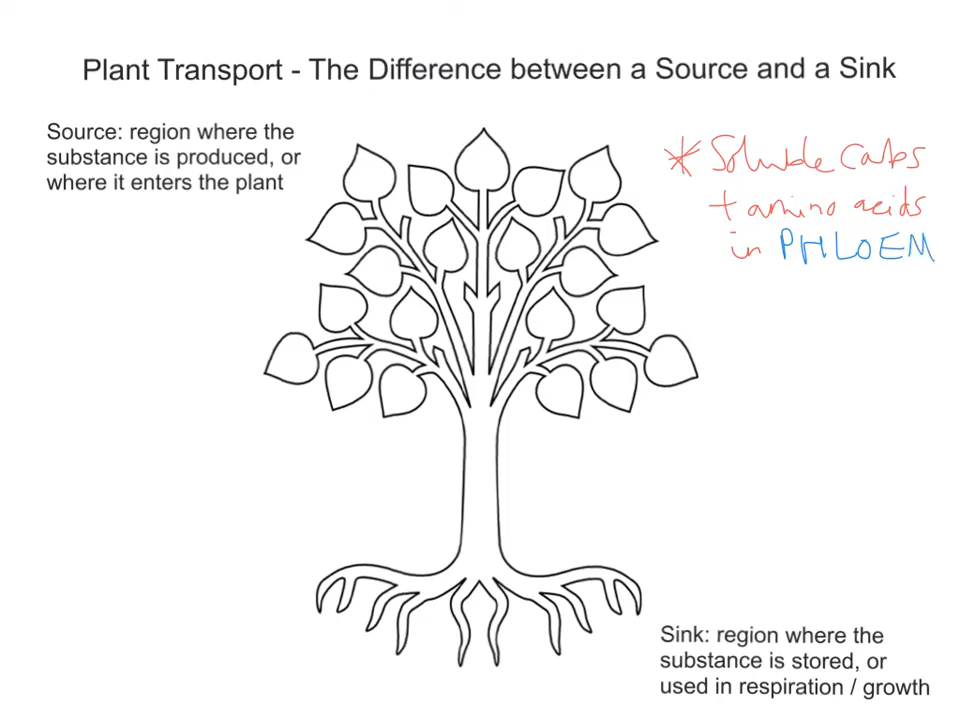 Plant Transport - The Difference between a Source and a Sink
Source: region where the
substance is produced, or
where it enters the plant
* Soluble Carbs
+ amino acids
in PHLOEM
Sink: region where the
substance is stored, or
used in respiration / growth